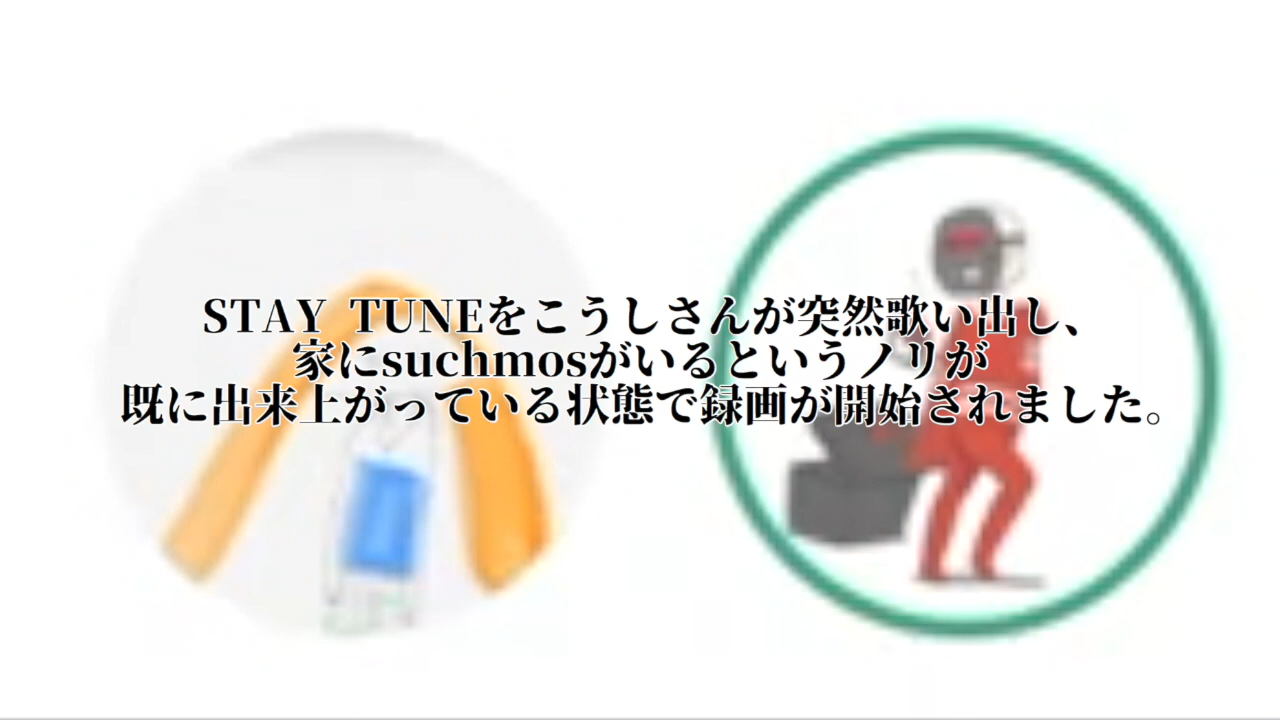 STAY TUNEをこうしさんが突然歌い出し、
家にsuchmosがいるというノリが
既に出来上がっている状態で録画が開始されました。